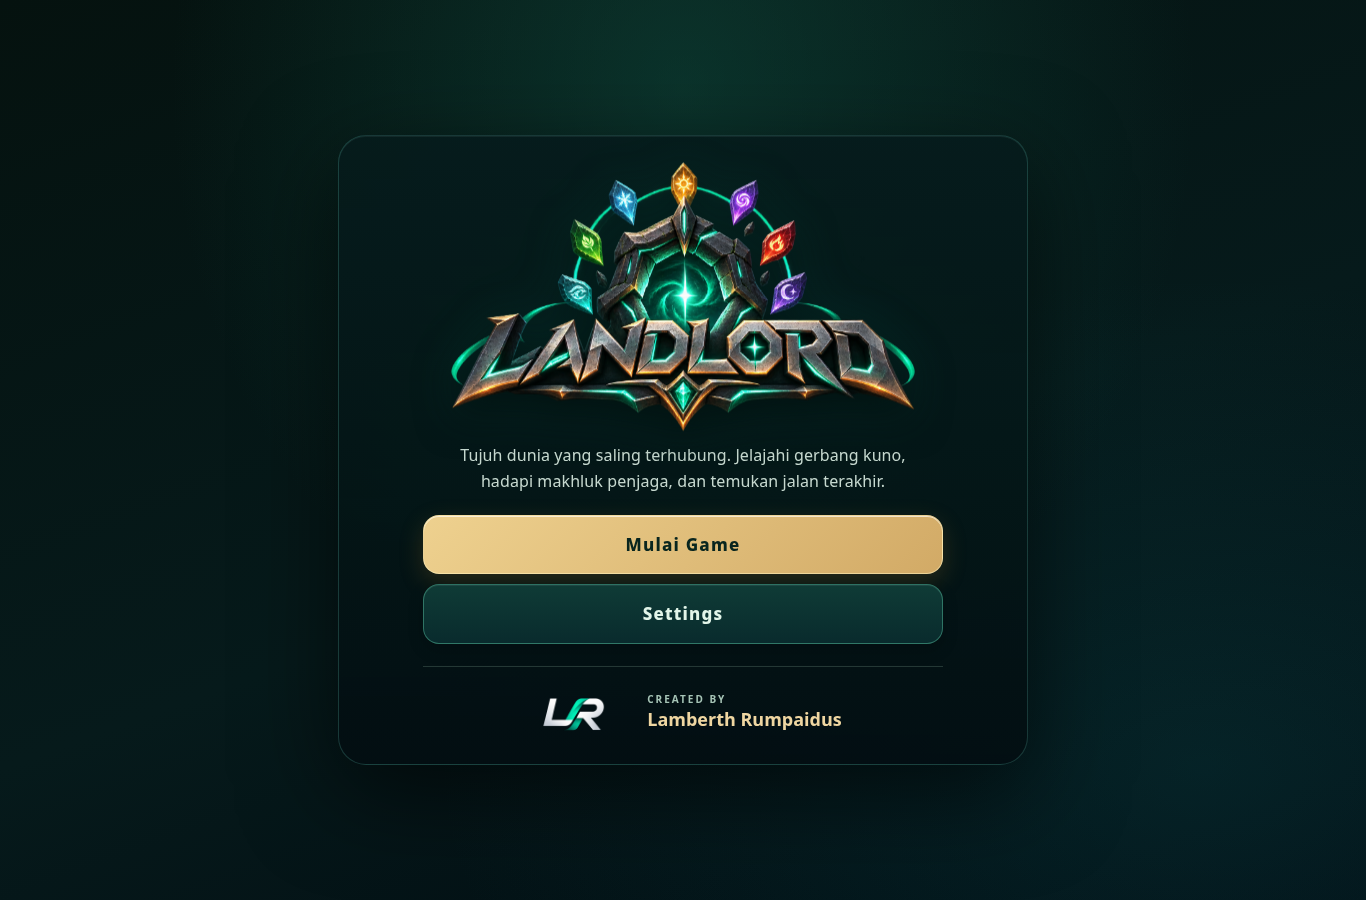 LANDLORD
Tujuh dunia yang saling terhubung. Jelajahi gerbang kuno,
hadapi makhluk penjaga, dan temukan jalan terakhir.
Mulai Game
Settings
LR
CREATED BY
Lamberth Rumpaidus